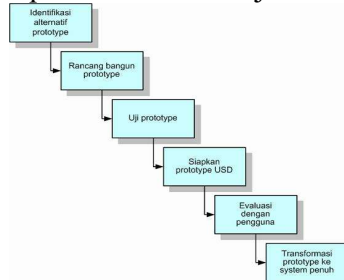 Identifikasi
alternatif
prototype
Rancang bangun
prototype
Uji prototype
Siapkan
prototype USD
Evaluasi
dengan
pengguna
Transformasi
prototype ke
system penuh